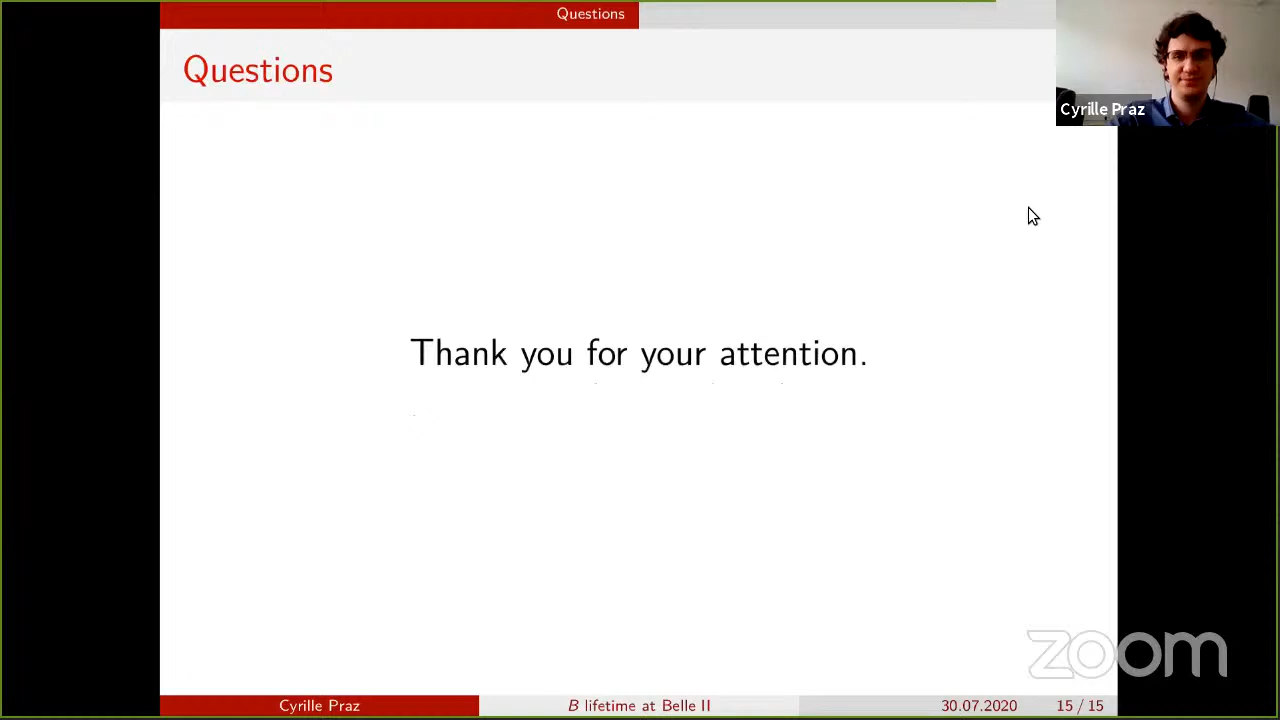 Questions
Questions
Cyrille Praz
Thank you for your attention.
zoom
Cyrille Praz
B lifetime at Belle II
30.07.2020
15 / 15